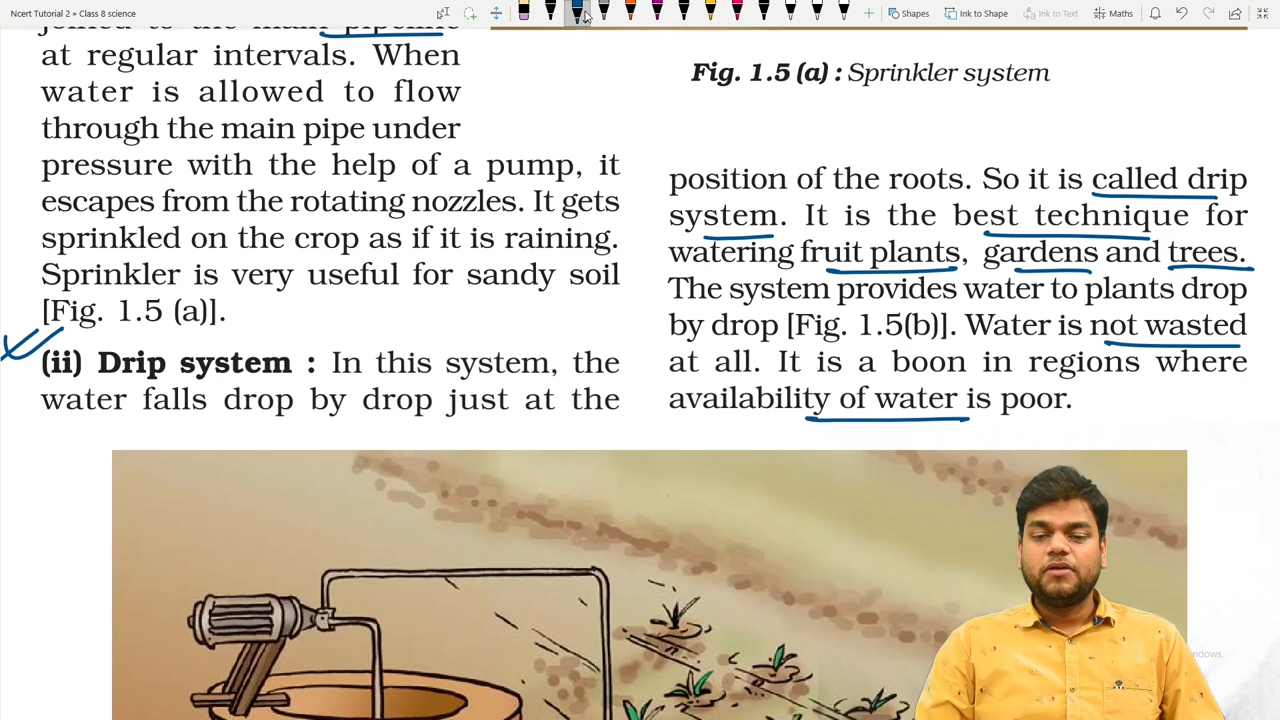 Ncert Tutorial 2 » Class 8 science
Shapes
Ink to Shape
Ink to Text
Maths
at regular intervals. When
water is allowed to flow
through the main pipe under
pressure with the help of a pump, it
escapes from the rotating nozzles. It gets
sprinkled on the crop as if it is raining.
Sprinkler is very useful for sandy soil
[Fig. 1.5 (a)].
(ii) Drip system : In this system, the
water falls drop by drop just at the
Fig. 1.5 (a) : Sprinkler system
position of the roots. So it is called drip
system. It is the best technique for
watering fruit plants, gardens and trees.
The system provides water to plants drop
by drop [Fig. 1.5(b)]. Water is not wasted
at all. It is a boon in regions where
availability of water is poor.